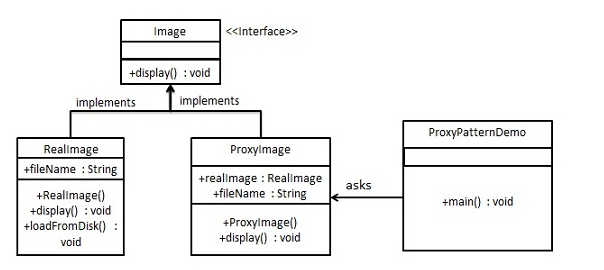 Image
<<Interface>>
+display() : void
implements
implements
RealImage
+fileName : String
+RealImage()
+display() : void
+loadFromDisk() :
void
ProxyImage
+realImage : RealImage
+fileName : String
+ProxyImage()
+display() : void
asks
ProxyPatternDemo
+main() : void